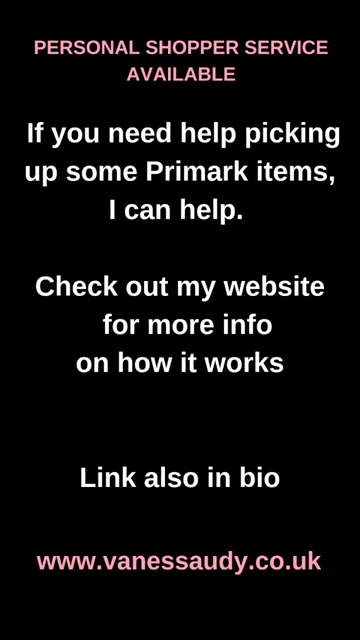 PERSONAL SHOPPER SERVICE
AVAILABLE
If you need help picking
up some Primark items,
I can help.
Check out my website
for more info
on how it works
Link also in bio
www.vanessaudy.co.uk